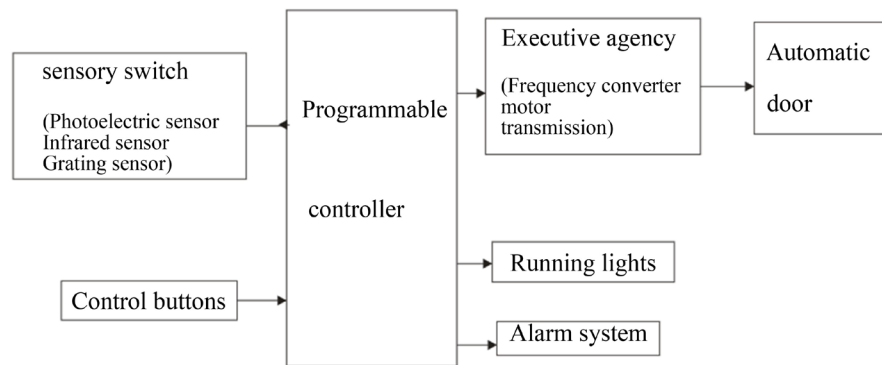 sensory switch
(Photoelectric sensor
Infrared sensor
Grating sensor)
Control buttons
Programmable
controller
Executive agency
(Frequency converter
motor
transmission)
Automatic
door
Running lights
Alarm system